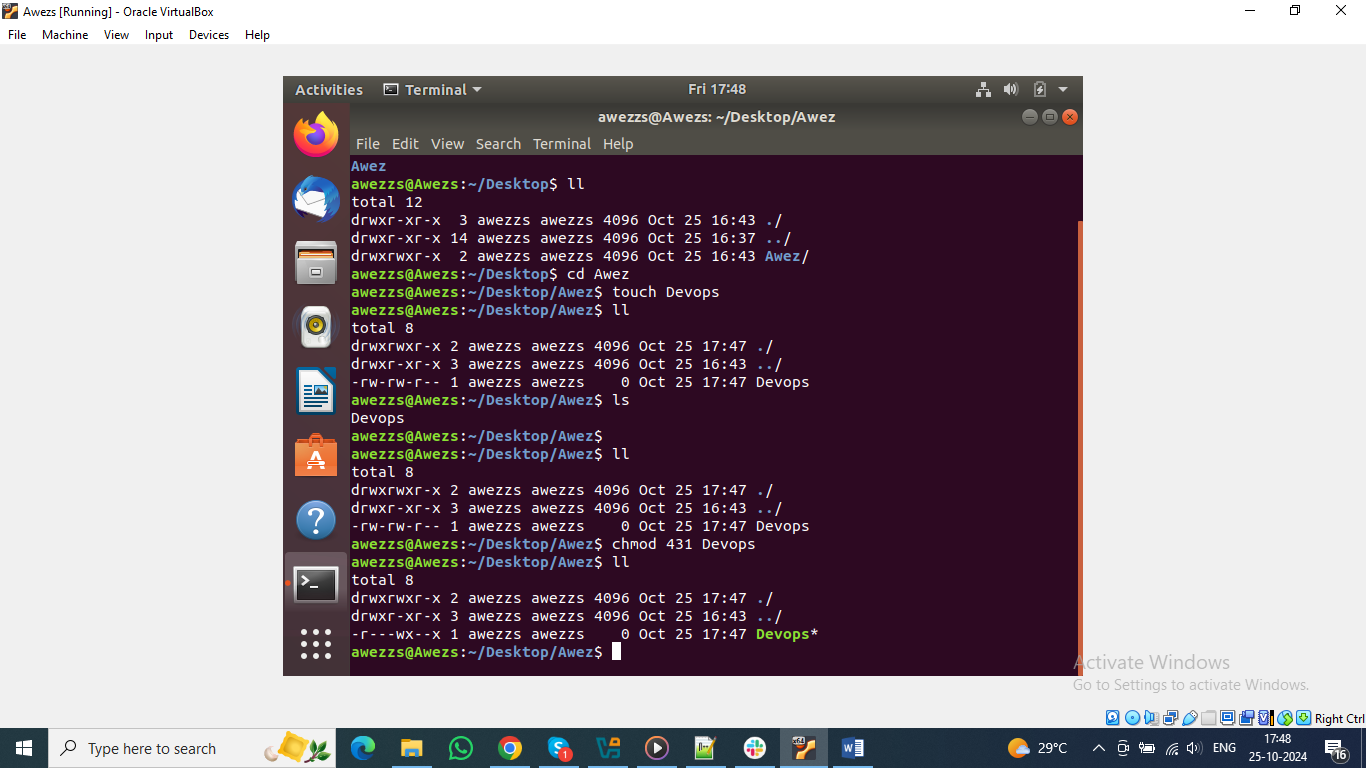 Awezs [Running] - Oracle VirtualBox
File Machine View Input Devices Help
Activities Terminal Fri 17:48
awezzs@Awezs: ~/Desktop/Awez
File Edit View Search Terminal Help
Awez
awezzs@Awezs:~/Desktop$ ll
total 12
drwxr-xr-x  3 awezzs awezzs 4096 Oct 25 16:43 ./
drwxr-xr-x 14 awezzs awezzs 4096 Oct 25 16:37 ../
drwxrwxr-x  2 awezzs awezzs 4096 Oct 25 16:43 Awez/
awezzs@Awezs:~/Desktop$ cd Awez
awezzs@Awezs:~/Desktop/Awez$ touch Devops
awezzs@Awezs:~/Desktop/Awez$ ll
total 8
drwxrwxr-x 2 awezzs awezzs 4096 Oct 25 17:47 ./
drwxr-xr-x 3 awezzs awezzs 4096 Oct 25 16:43 ../
-rw-rw-r-- 1 awezzs awezzs    0 Oct 25 17:47 Devops
awezzs@Awezs:~/Desktop/Awez$ ls
Devops
awezzs@Awezs:~/Desktop/Awez$
awezzs@Awezs:~/Desktop/Awez$ ll
total 8
drwxrwxr-x 2 awezzs awezzs 4096 Oct 25 17:47 ./
drwxr-xr-x 3 awezzs awezzs 4096 Oct 25 16:43 ../
-rw-rw-r-- 1 awezzs awezzs    0 Oct 25 17:47 Devops
awezzs@Awezs:~/Desktop/Awez$ chmod 431 Devops
awezzs@Awezs:~/Desktop/Awez$ ll
total 8
drwxrwxr-x 2 awezzs awezzs 4096 Oct 25 17:47 ./
drwxr-xr-x 3 awezzs awezzs 4096 Oct 25 16:43 ../
-r---wx--x 1 awezzs awezzs    0 Oct 25 17:47 Devops*
awezzs@Awezs:~/Desktop/Awez$
Activate Windows
Go to Settings to activate Windows.
Right Ctrl
Type here to search
1
29°C
ENG
17:48
25-10-2024
16